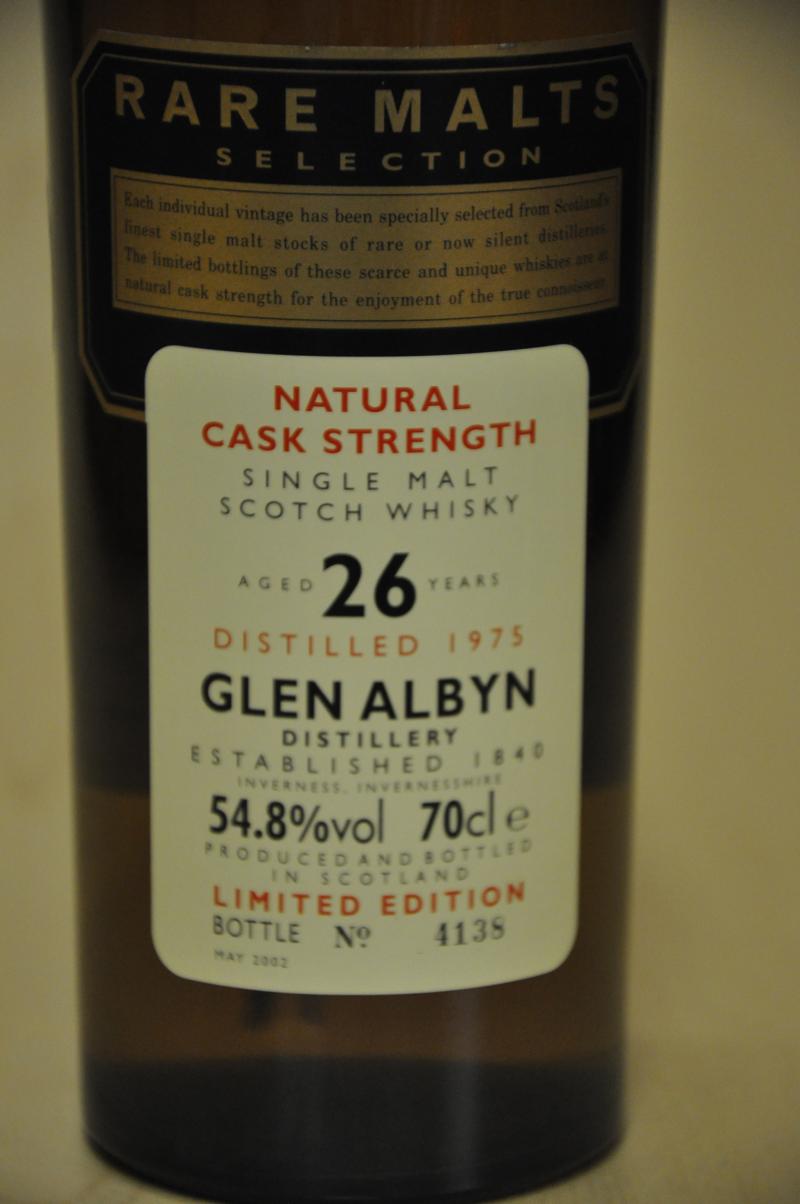 RARE MALTS
SELECTION
Each individual vintage has been specially selected from Scotland's
finest single malt stocks of rare or now silent distilleries.
The limited bottlings of these scarce and unique whiskies are at
natural cask strength for the enjoyment of the true connoisseur.
NATURAL
CASK STRENGTH
SINGLE MALT
SCOTCH WHISKY
AGED 26 YEARS
DISTILLED 1975
GLEN ALBYN
DISTILLERY
ESTABLISHED 1840
INVERNESS, INVERNESSHIRE
54.8%vol 70cl e
PRODUCED AND BOTTLED
IN SCOTLAND
LIMITED EDITION
BOTTLE Nº 4138
MAY 2002